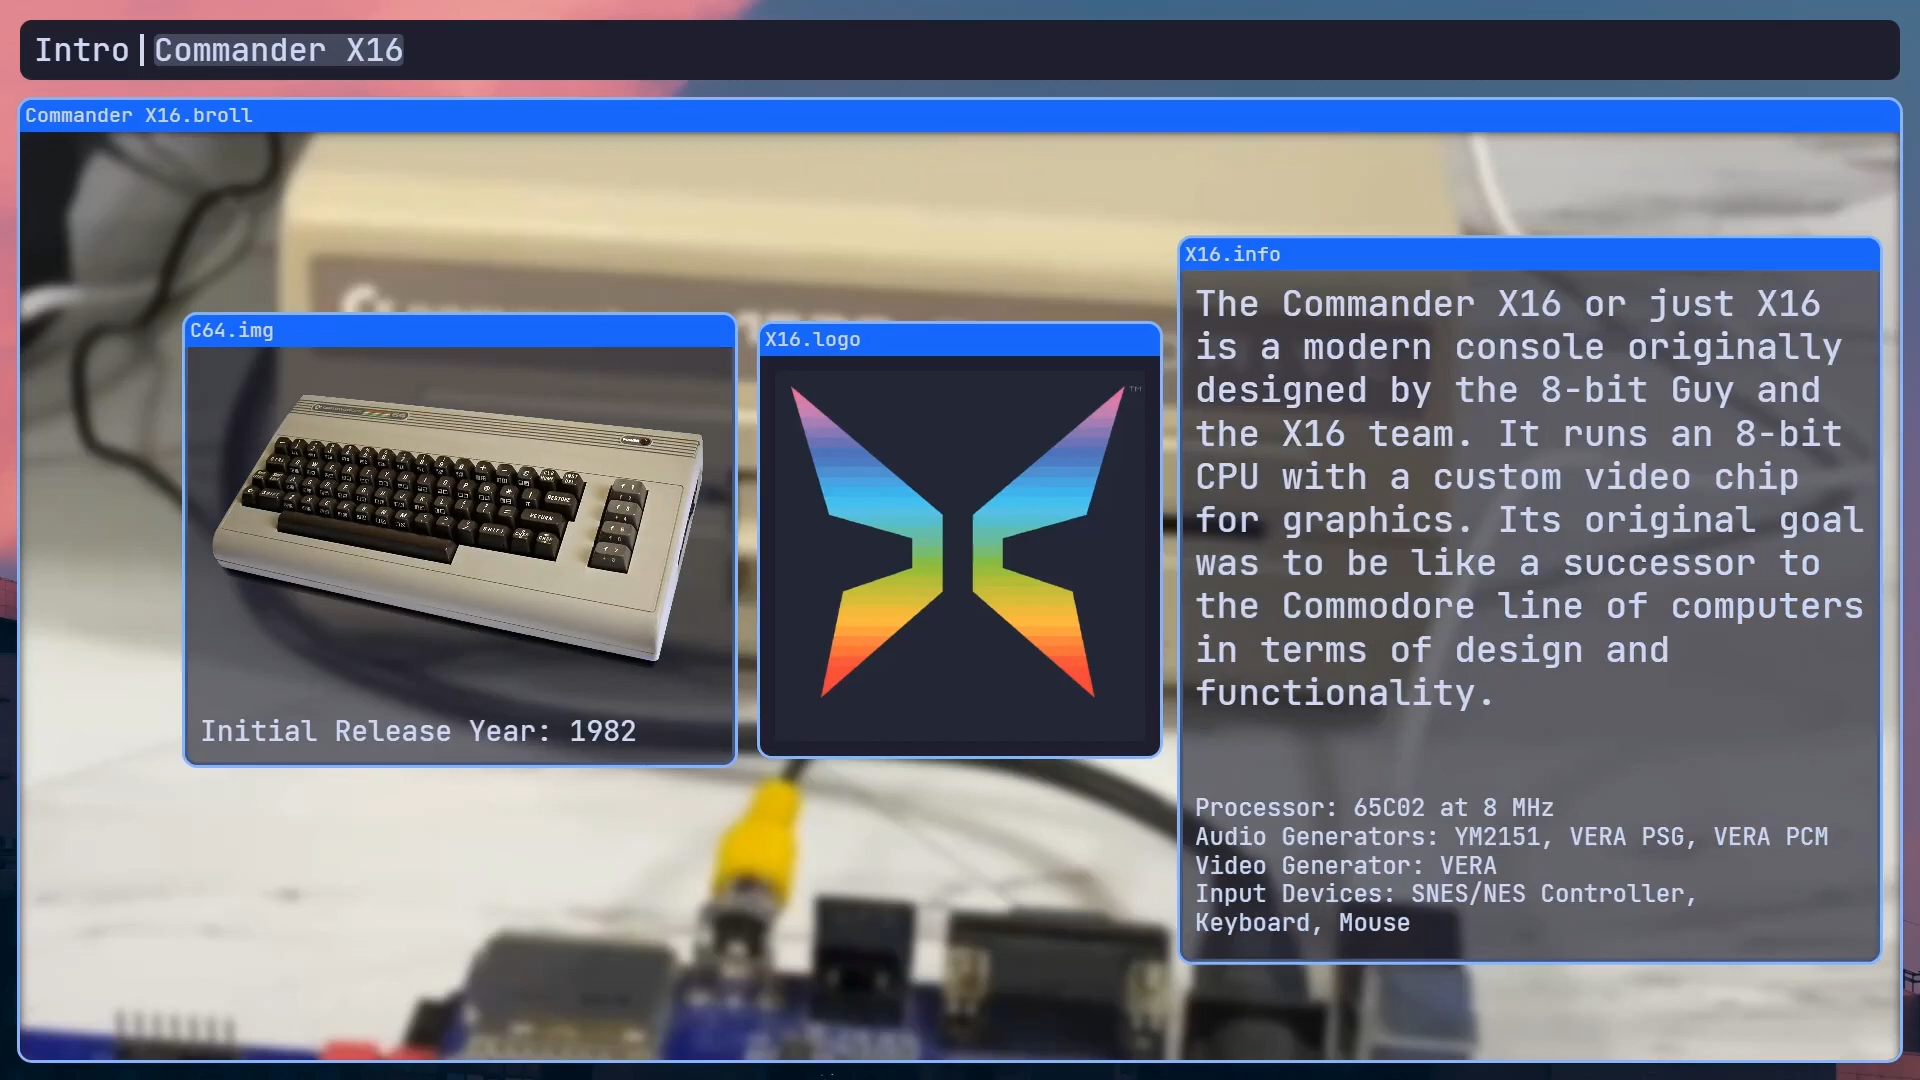 Intro Commander X16
Commander X16.broll
C64.img
Initial Release Year: 1982
X16.logo
TM
X16.info
The Commander X16 or just X16
is a modern console originally
designed by the 8-bit Guy and
the X16 team. It runs an 8-bit
CPU with a custom video chip
for graphics. Its original goal
was to be like a successor to
the Commodore line of computers
in terms of design and
functionality.
Processor: 65C02 at 8 MHz
Audio Generators: YM2151, VERA PSG, VERA PCM
Video Generator: VERA
Input Devices: SNES/NES Controller,
Keyboard, Mouse